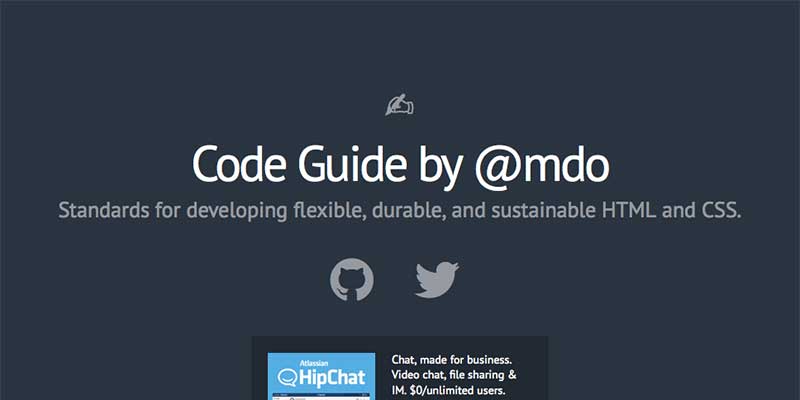 Code Guide by @mdo
Standards for developing flexible, durable, and sustainable HTML and CSS.
Atlassian
HipChat
Chat, made for business.
Video chat, file sharing &
IM. $0/unlimited users.